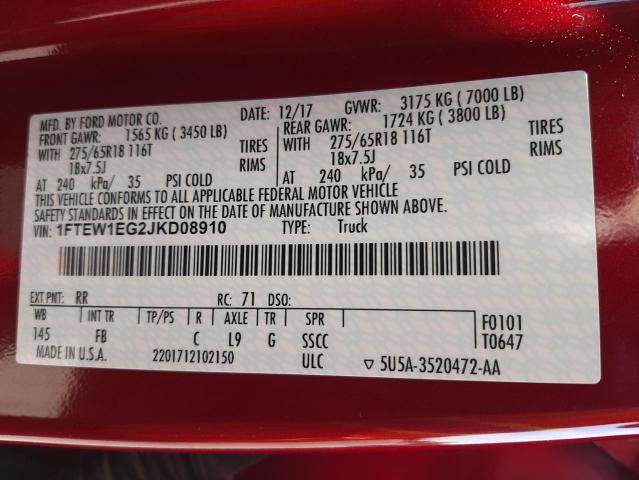 MFD. BY FORD MOTOR CO.
DATE: 12/17 GVWR: 3175 KG ( 7000 LB)
FRONT GAWR: 1565 KG ( 3450 LB) REAR GAWR: 1724 KG ( 3800 LB)
WITH 275/65R18 116T TIRES WITH 275/65R18 116T TIRES
18x7.5J RIMS 18x7.5J RIMS
AT 240 kPa/ 35 PSI COLD AT 240 kPa/ 35 PSI COLD
THIS VEHICLE CONFORMS TO ALL APPLICABLE FEDERAL MOTOR VEHICLE
SAFETY STANDARDS IN EFFECT ON THE DATE OF MANUFACTURE SHOWN ABOVE.
VIN: 1FTEW1EG2JKD08910 TYPE: Truck
EXT PNT: RR RC: 71 DSO:
WB INT TR TP/PS R AXLE TR SPR F0101
145 FB C L9 G SSCC T0647
MADE IN U.S.A. 2201712102150 ULC ▽ 5U5A-3520472-AA